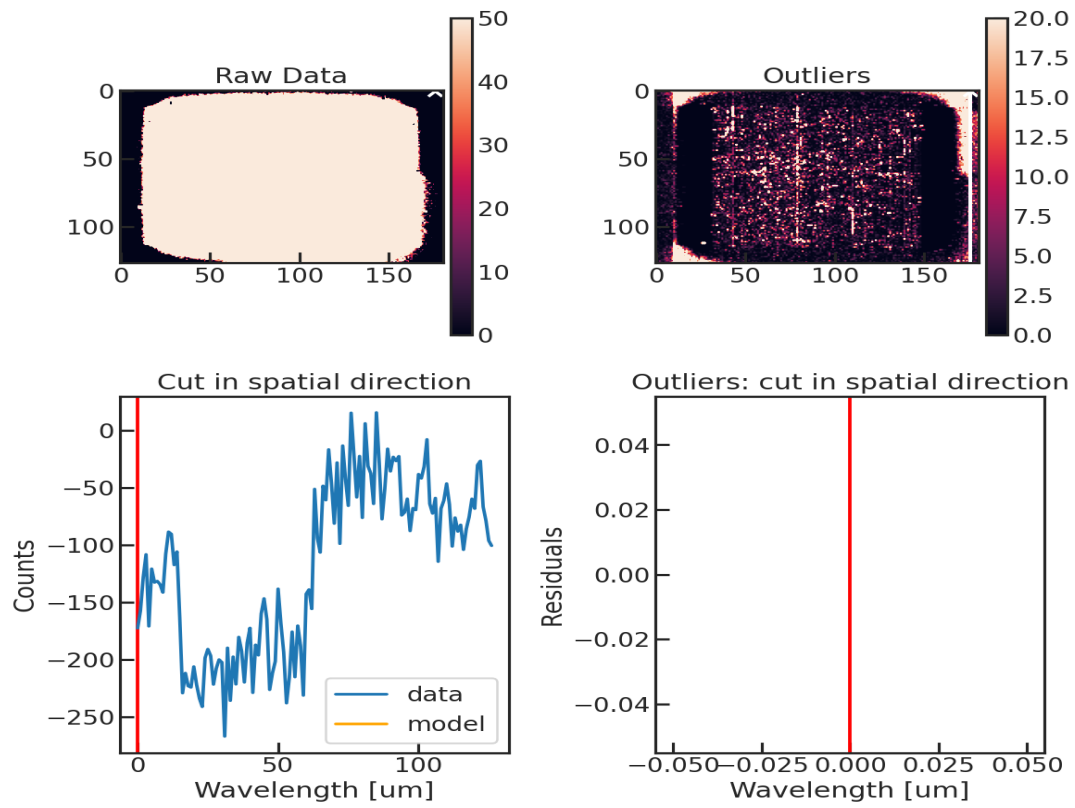 Raw Data
0
50
100
0 50 100 150
50
40
30
20
10
0
Outliers
0
50
100
0 50 100 150
20.0
17.5
15.0
12.5
10.0
7.5
5.0
2.5
0.0
Cut in spatial direction
Counts
0
−50
−100
−150
−200
−250
data
model
0 50 100
Wavelength [um]
Outliers: cut in spatial direction
Residuals
0.04
0.02
0.00
−0.02
−0.04
−0.050 −0.025 0.000 0.025 0.050
Wavelength [um]